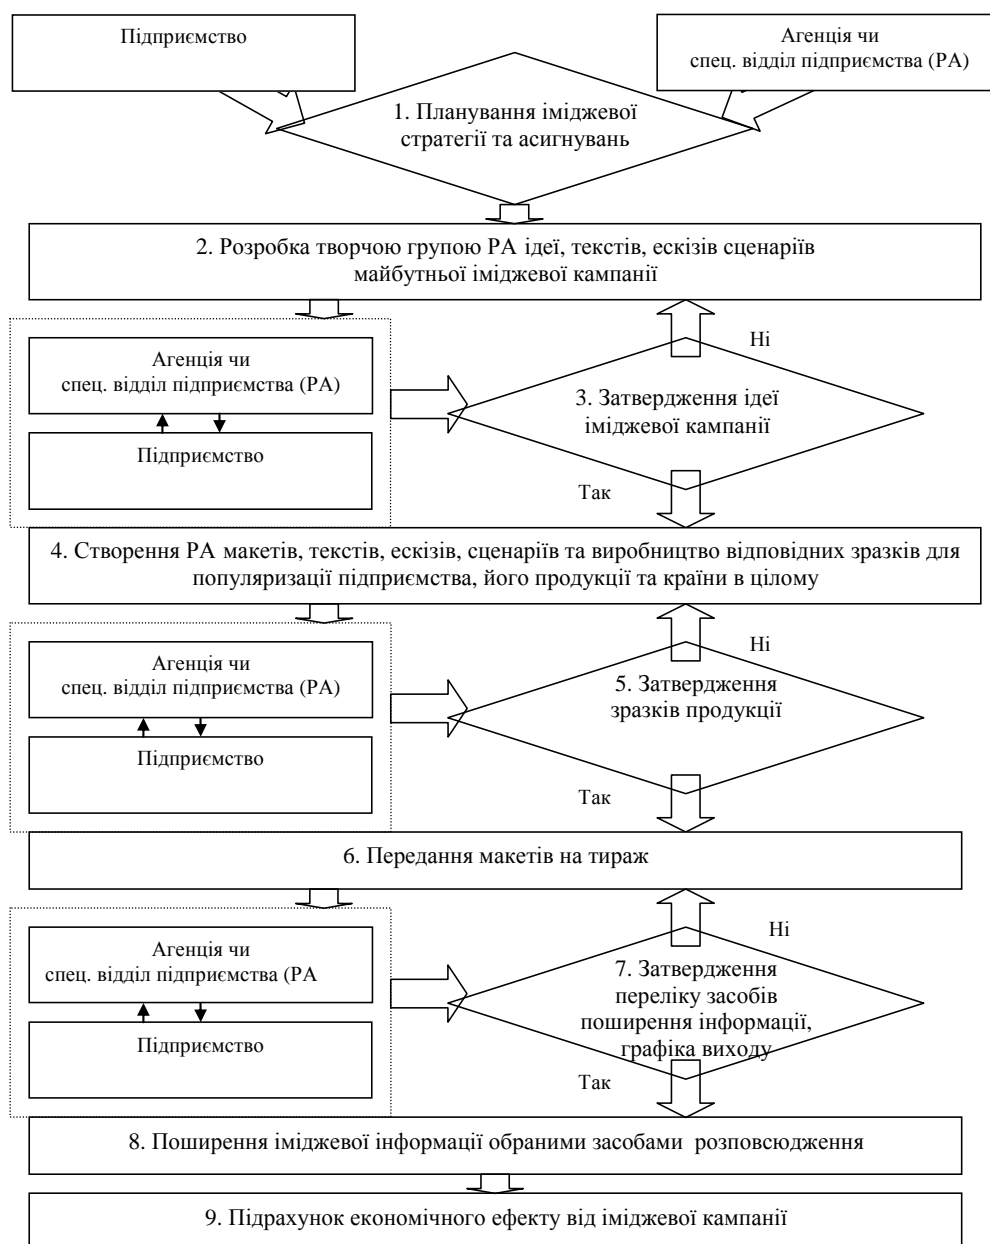 Підприємство
Агенція чи
спец. відділ підприємства (РА)
1. Планування іміджевої
стратегії та асигнувань
2. Розробка творчою групою РА ідеї, текстів, ескізів сценаріїв
майбутньої іміджевої кампанії
Ні
Агенція чи
спец. відділ підприємства (РА)
3. Затвердження ідеї
іміджевої кампанії
Підприємство
Так
4. Створення РА макетів, текстів, ескізів, сценаріїв та виробництво відповідних зразків для
популяризації підприємства, його продукції та країни в цілому
Ні
Агенція чи
спец. відділ підприємства (РА)
5. Затвердження
зразків продукції
Підприємство
Так
6. Передання макетів на тираж
Ні
Агенція чи
спец. відділ підприємства (РА
7. Затвердження
переліку засобів
поширення інформації,
графіка виходу
Підприємство
Так
8. Поширення іміджевої інформації обраними засобами розповсюдження
9. Підрахунок економічного ефекту від іміджевої кампанії